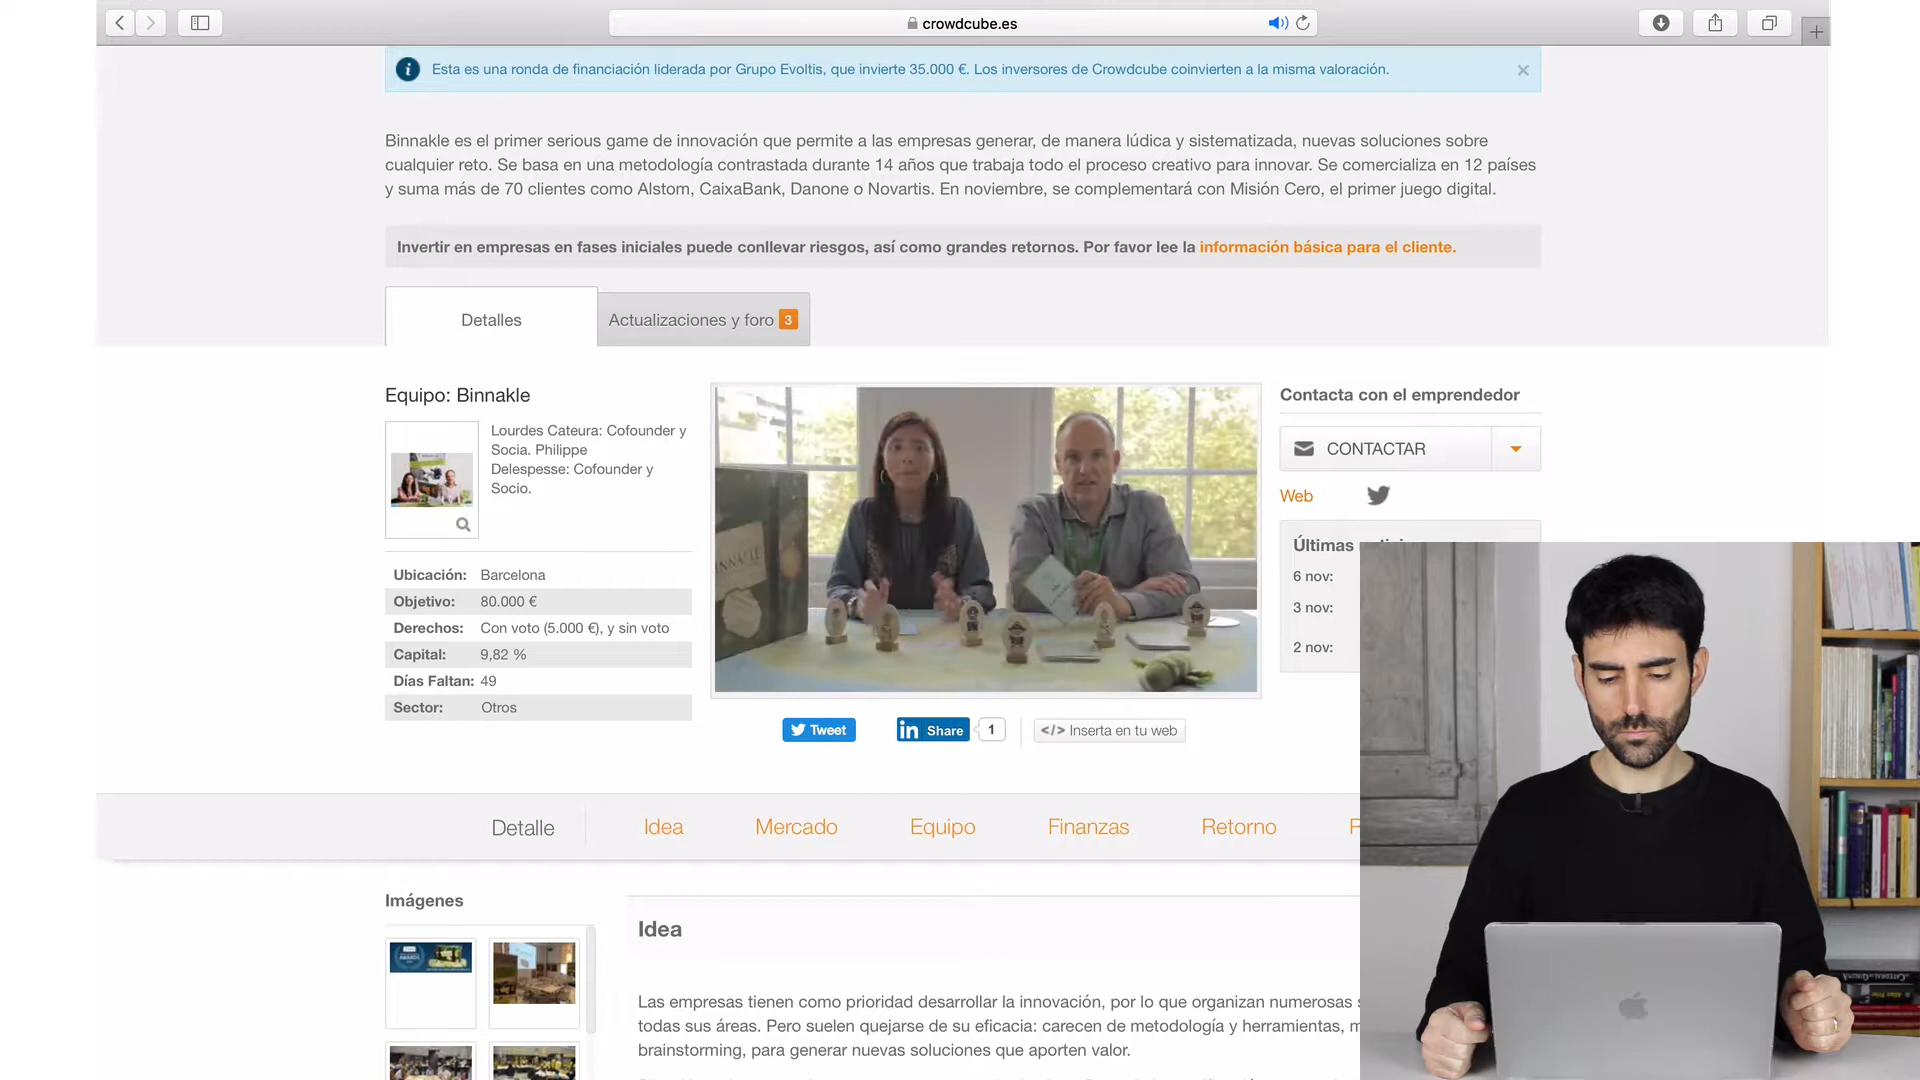 crowdcube.es
Esta es una ronda de financiación liderada por Grupo Evoltis, que invierte 35.000 €. Los inversores de Crowdcube coinvierten a la misma valoración.
Binnakle es el primer serious game de innovación que permite a las empresas generar, de manera lúdica y sistematizada, nuevas soluciones sobre
cualquier reto. Se basa en una metodología contrastada durante 14 años que trabaja todo el proceso creativo para innovar. Se comercializa en 12 países
y suma más de 70 clientes como Alstom, CaixaBank, Danone o Novartis. En noviembre, se complementará con Misión Cero, el primer juego digital.
Invertir en empresas en fases iniciales puede conllevar riesgos, así como grandes retornos. Por favor lee la información básica para el cliente.
Detalles
Actualizaciones y foro 3
Equipo: Binnakle
Lourdes Cateura: Cofounder y
Socia. Philippe
Delespesse: Cofounder y
Socio.
Ubicación: Barcelona
Objetivo: 80.000 €
Derechos: Con voto (5.000 €), y sin voto
Capital: 9,82 %
Días Faltan: 49
Sector: Otros
Tweet
in Share 1
</> Inserta en tu web
Contacta con el emprendedor
CONTACTAR
Web
Últimas
6 nov:
3 nov:
2 nov:
Detalle
Idea
Mercado
Equipo
Finanzas
Retorno
Imágenes
Idea
Las empresas tienen como prioridad desarrollar la innovación, por lo que organizan numerosas
todas sus áreas. Pero suelen quejarse de su eficacia: carecen de metodología y herramientas,
brainstorming, para generar nuevas soluciones que aporten valor.